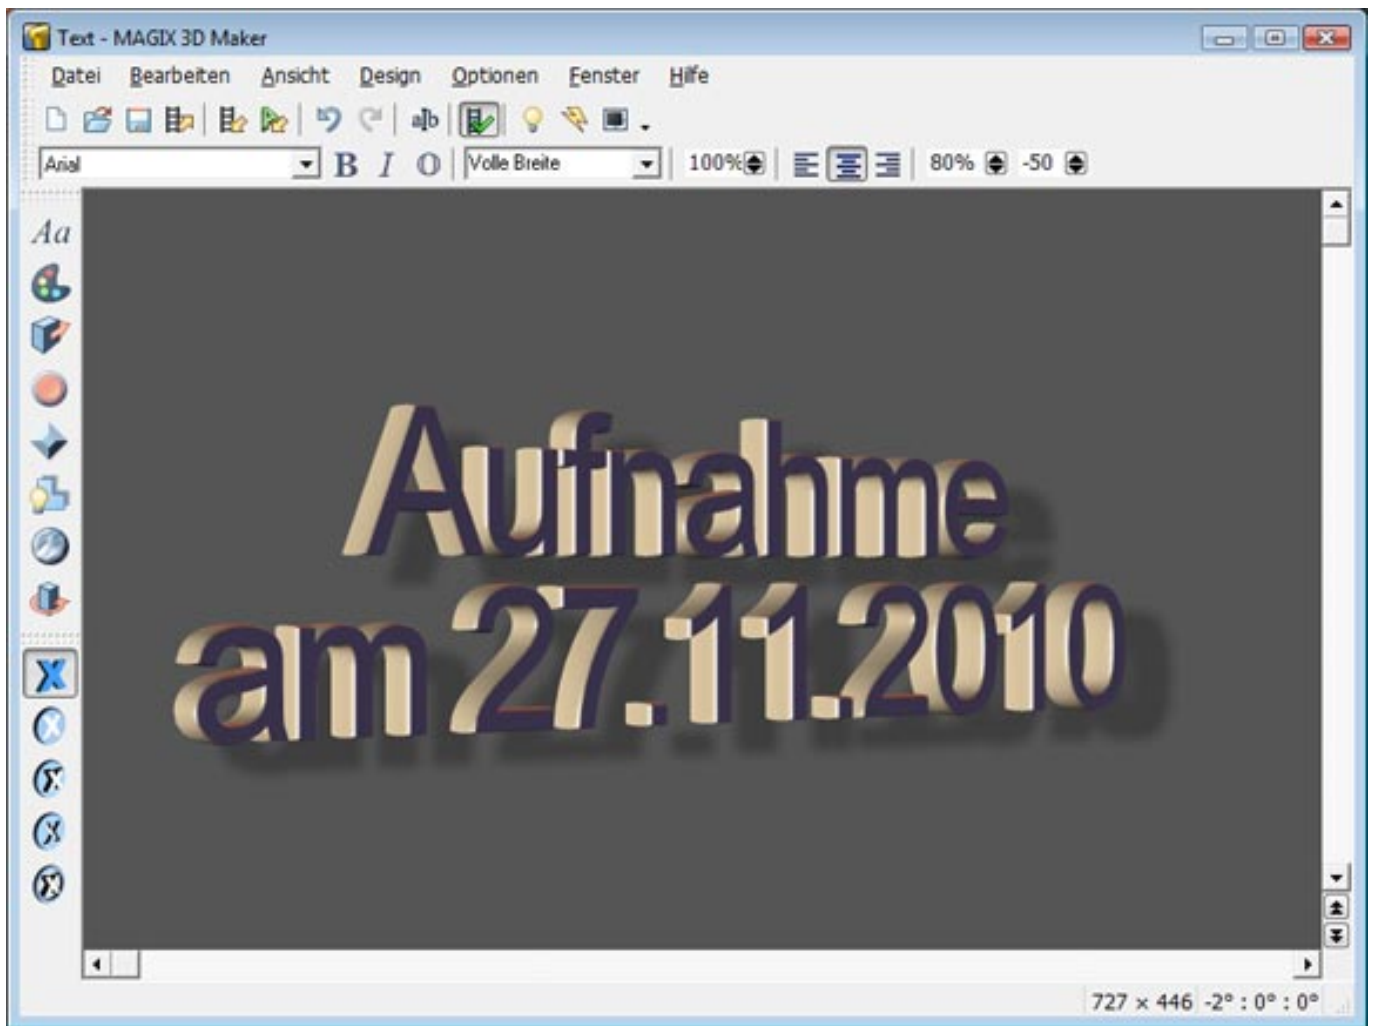 Text - MAGIX 3D Maker
Datei Bearbeiten Ansicht Design Optionen Fenster Hilfe
a|b
Arial B I O Volle Breite 100% 80% -50
Aa
Aufnahme
am 27.11.2010
727 × 446 -2° : 0° : 0°